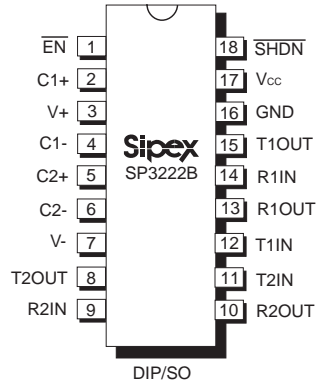 EN 1 18 SHDN
C1+ 2 17 Vcc
V+ 3 16 GND
C1- 4 15 T1OUT
Sipex
SP3222B
C2+ 5 14 R1IN
C2- 6 13 R1OUT
V- 7 12 T1IN
T2OUT 8 11 T2IN
R2IN 9 10 R2OUT
DIP/SO